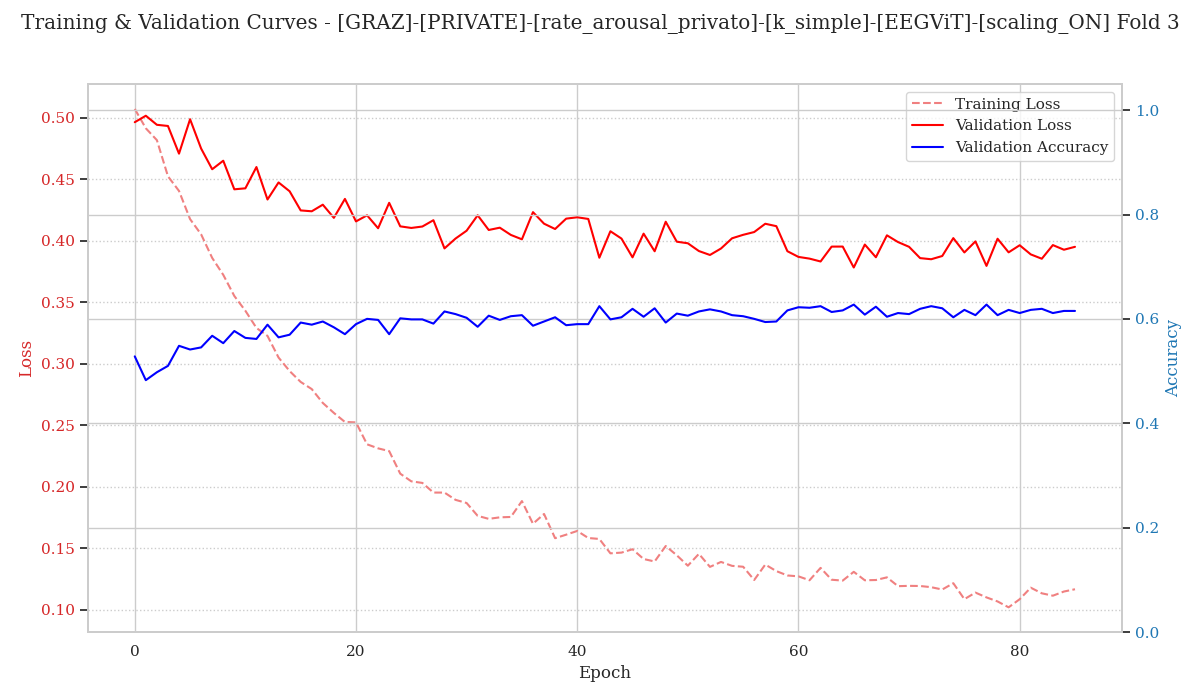 Training & Validation Curves - [GRAZ]-[PRIVATE]-[rate_arousal_privato]-[k_simple]-[EEGViT]-[scaling_ON] Fold 3
Training Loss
Validation Loss
Validation Accuracy
0.50
0.45
0.40
0.35
0.30
0.25
0.20
0.15
0.10
Loss
1.0
0.8
0.6
0.4
0.2
0.0
Accuracy
0
20
40
60
80
Epoch